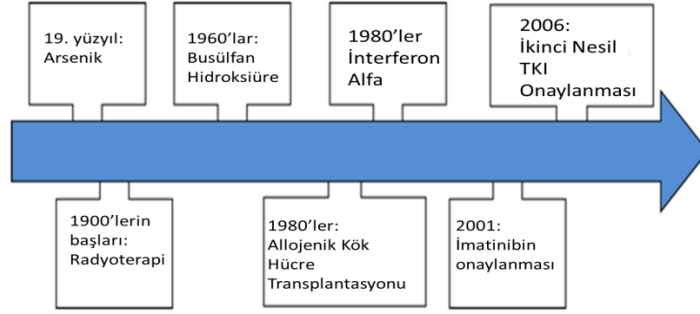 19. yüzyıl:
Arsenik
1960’lar:
Busülfan
Hidroksiüre
1980’ler
İnterferon
Alfa
2006:
İkinci Nesil
TKI
Onaylanması
1900’lerin
başları:
Radyoterapi
1980’ler:
Allojenik Kök
Hücre
Transplantasyonu
2001:
İmatinibin
onaylanması